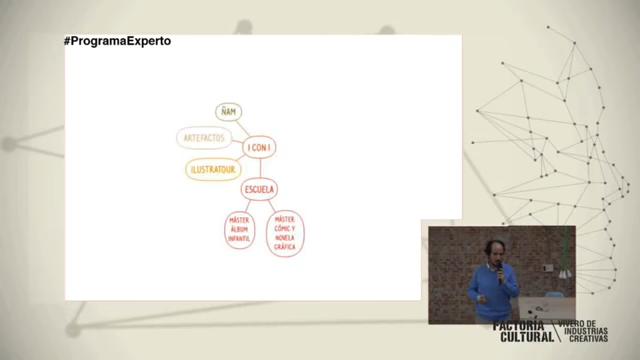 #ProgramaExperto
ÑAM
ARTEFACTOS
I CON I
ILUSTRATOUR
ESCUELA
MÁSTER
ÁLBUM
INFANTIL
MÁSTER
CÓMIC Y
NOVELA
GRÁFICA
FACTORÍA
CULTURAL
VIVERO DE
INDUSTRIAS
CREATIVAS